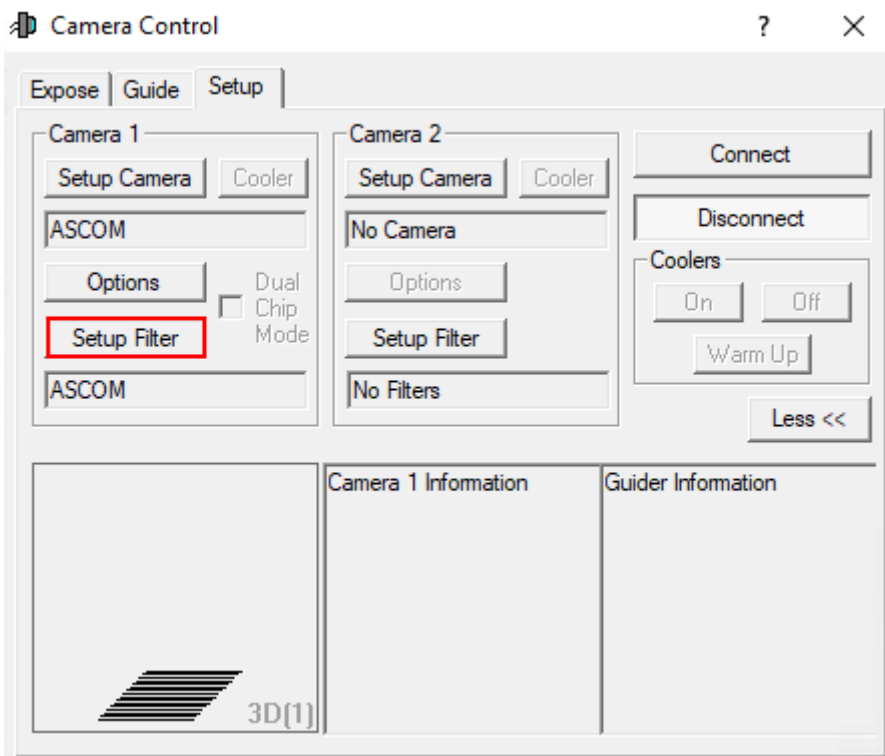 Camera Control
?
Expose Guide Setup
Camera 1
Setup Camera Cooler
ASCOM
Options
Dual
Chip
Mode
Setup Filter
ASCOM
Camera 2
Setup Camera Cooler
No Camera
Options
Setup Filter
No Filters
Connect
Disconnect
Coolers
On Off
Warm Up
Less <<
3D(1)
Camera 1 Information
Guider Information